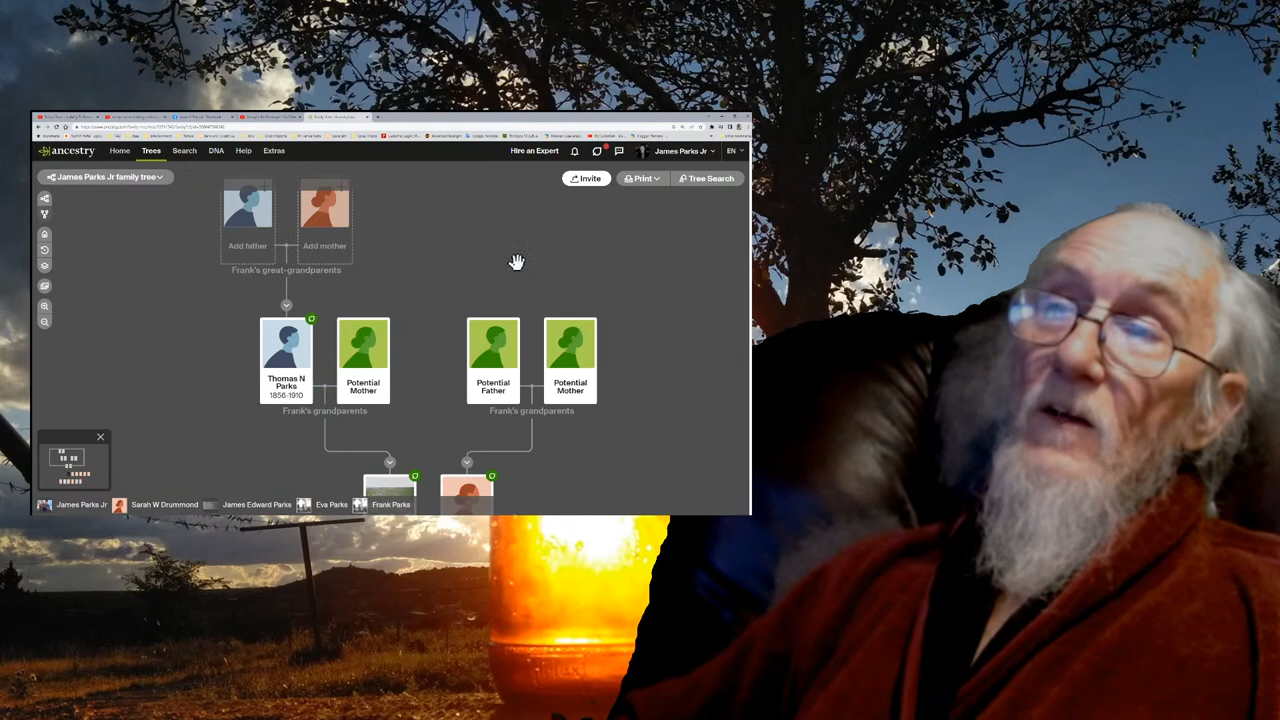 ancestry
Home
Trees
Search
DNA
Help
Extras
Hire an Expert
James Parks Jr
EN
James Parks Jr family tree
Invite
Print
Tree Search
Add father
Add mother
Frank's great-grandparents
Thomas N
Parks
1856-1910
Potential
Mother
Potential
Father
Potential
Mother
Frank's grandparents
Frank's grandparents
James Parks Jr
Sarah W Drummond
James Edward Parks
Eva Parks
Frank Parks